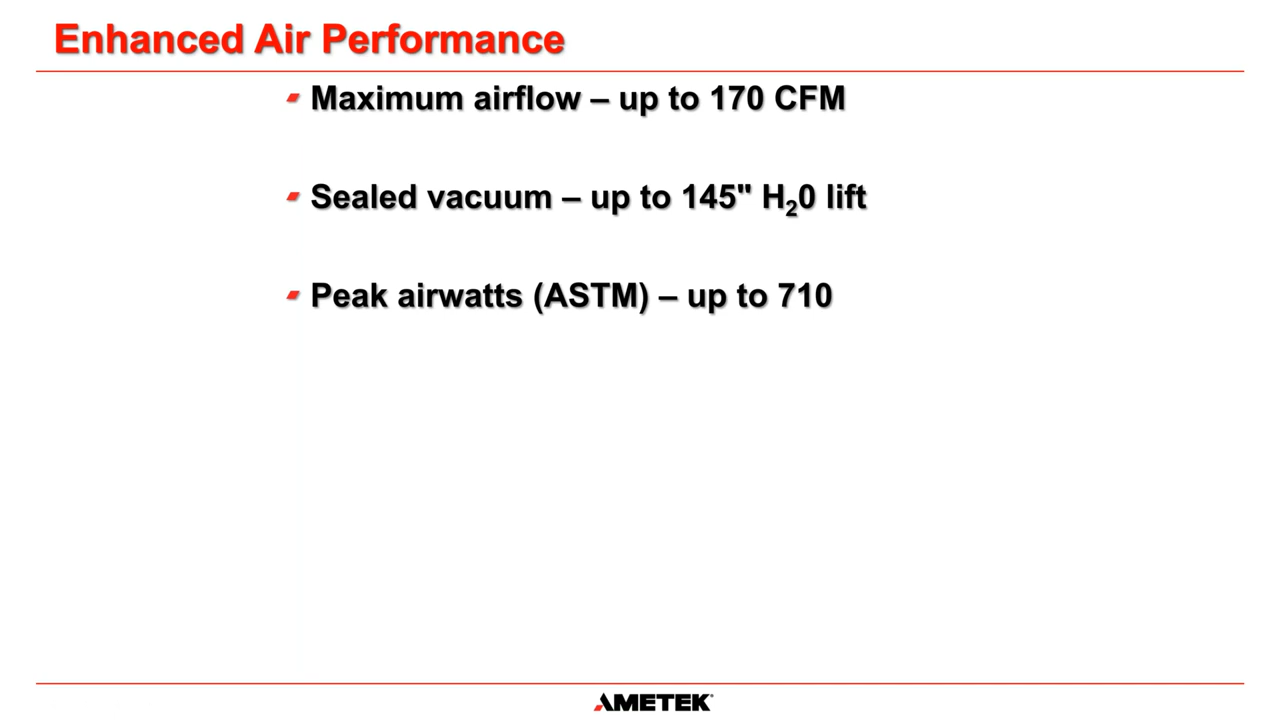 Enhanced Air Performance
Maximum airflow – up to 170 CFM
Sealed vacuum – up to 145" H₂0 lift
Peak airwatts (ASTM) – up to 710
AMETEK®